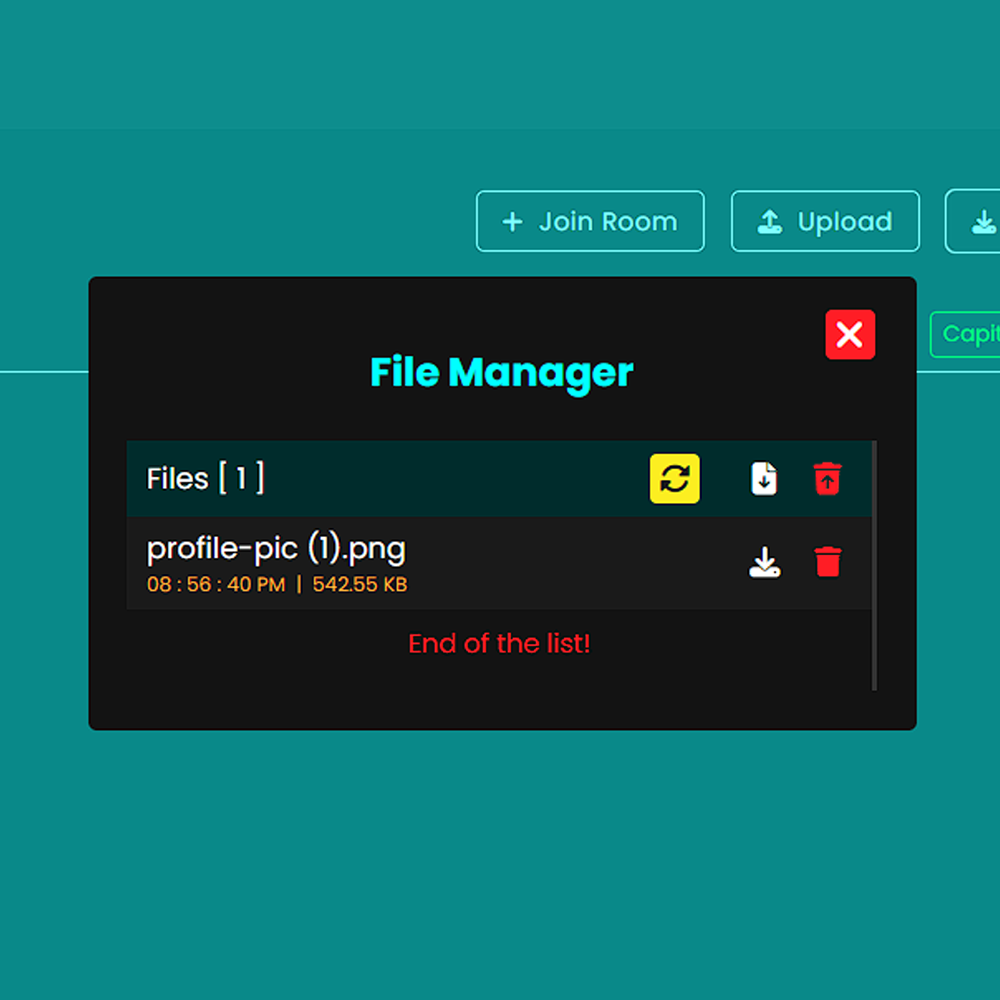 Join Room
Upload
Capit
File Manager
Files [ 1 ]
profile-pic (1).png
08 : 56 : 40 PM | 542.55 KB
End of the list!